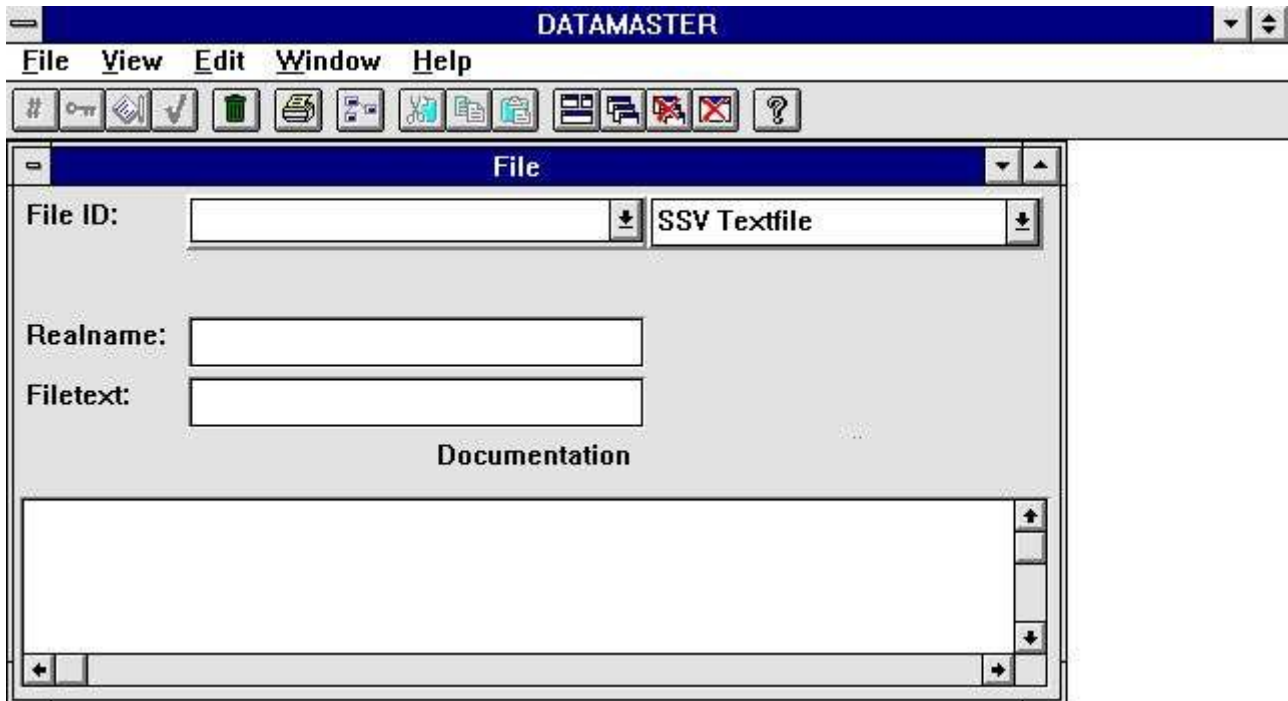 DATAMASTER
File View Edit Window Help
#
?
File
File ID: SSV Textfile
Realname:
Filetext:
Documentation